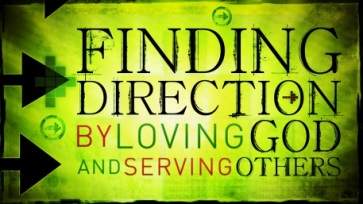 FINDING
DIRECTION
BY LOVING GOD
AND SERVING OTHERS